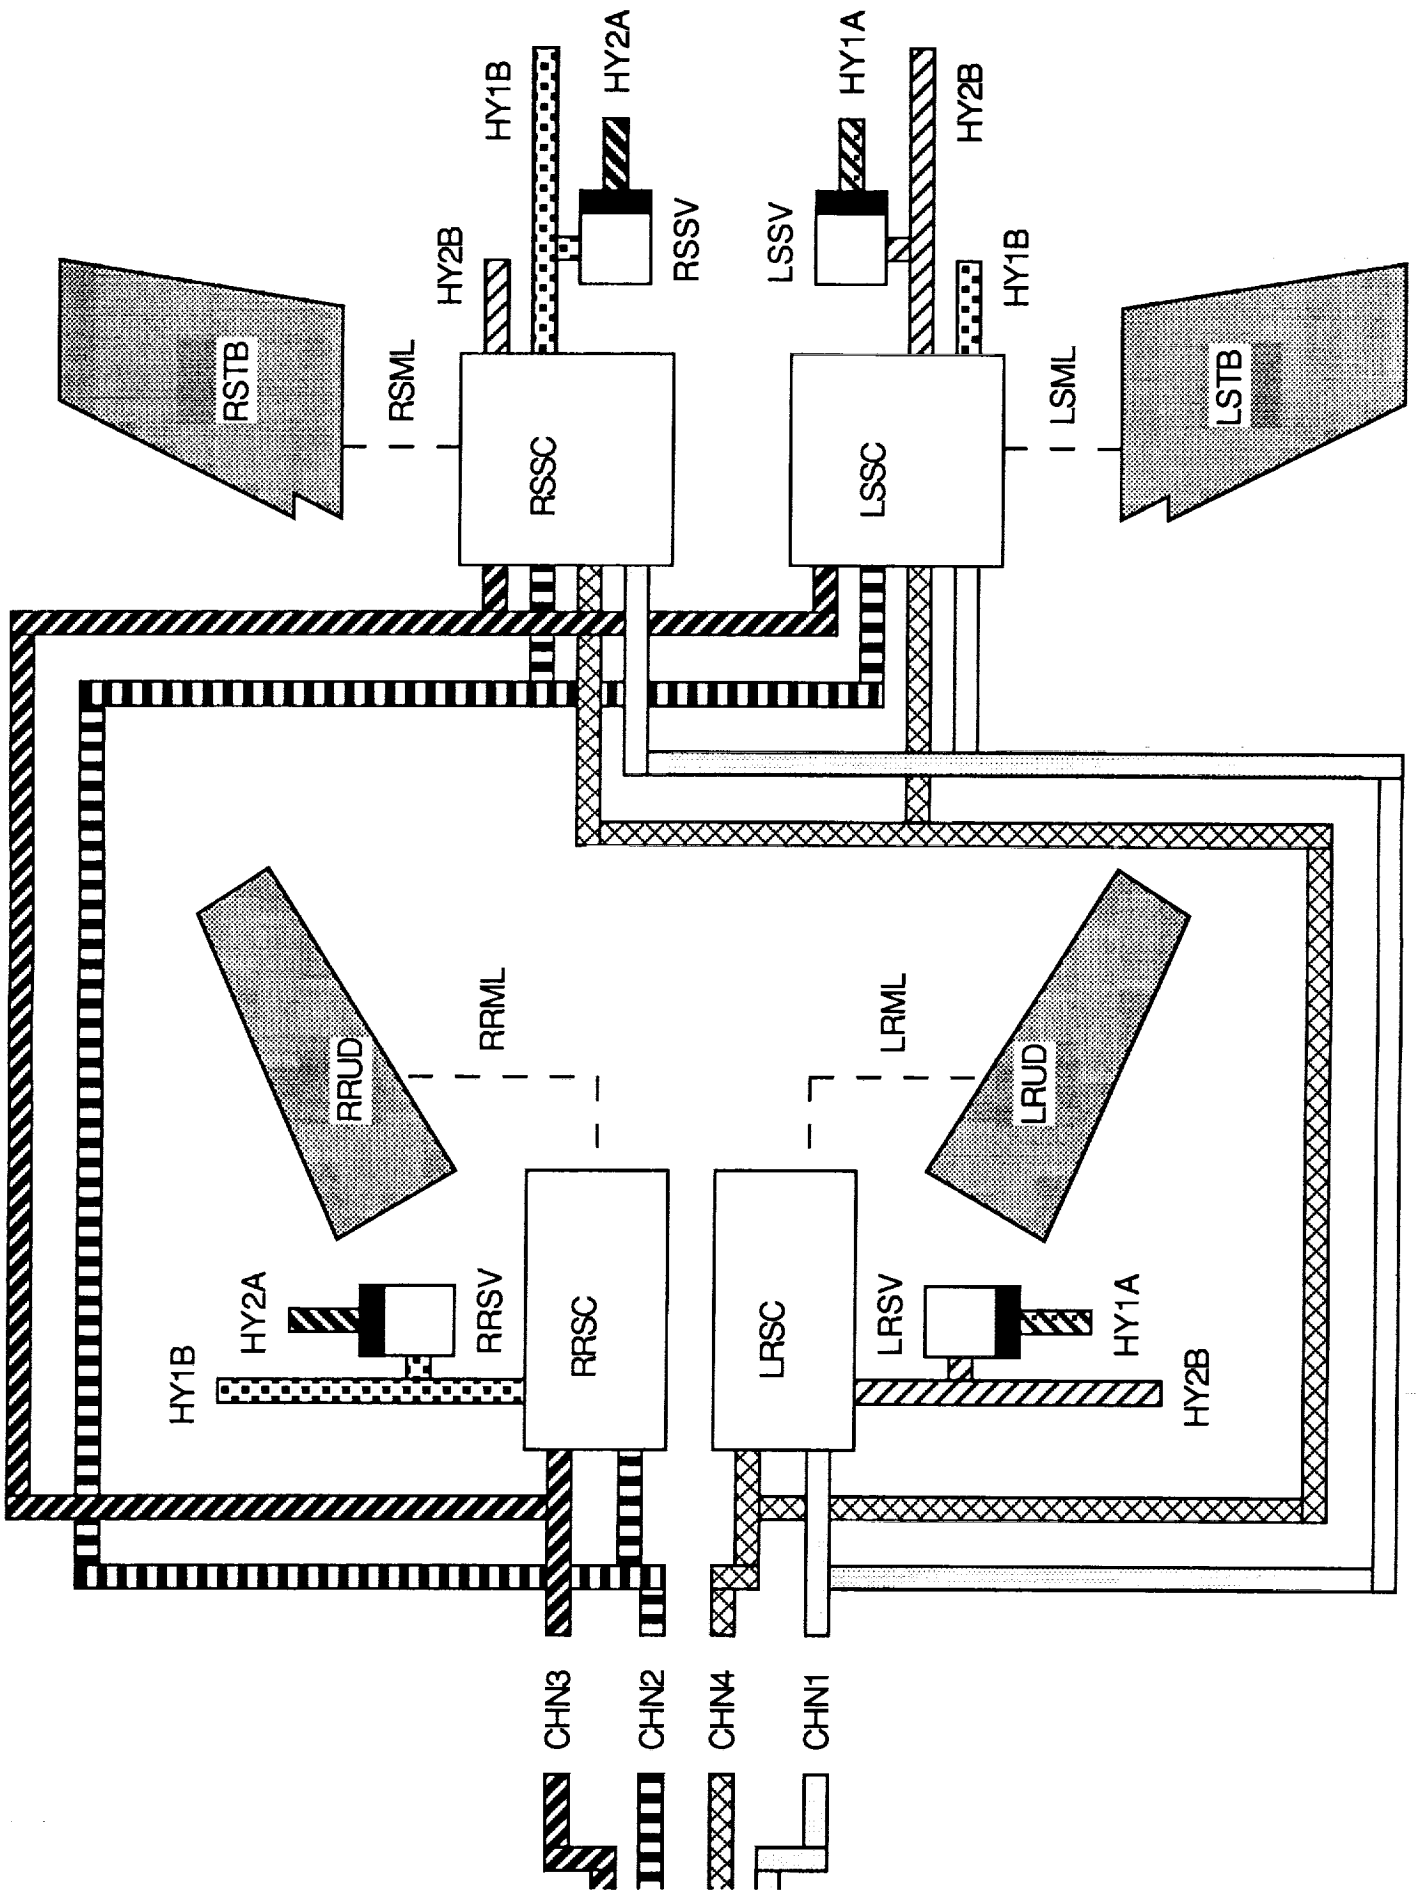 HY1B
HY2A
HY1A
HY2B
HY2B
RSSV
LSSV
HY1B
RSTB
RSML
LSML
LSTB
RSSC
LSSC
RRML
LRML
RRUD
LRUD
HY2A
RRSV
RRSC
LRSC
LRSV
HY1A
HY1B
HY2B
CHN3
CHN2
CHN4
CHN1